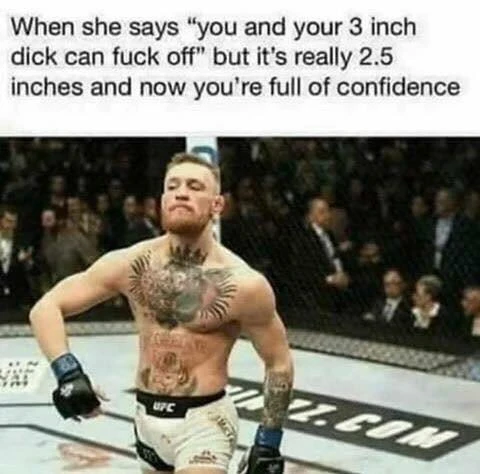 When she says “you and your 3 inch
dick can fuck off” but it's really 2.5
inches and now you're full of confidence
UFC
ZZ.COM